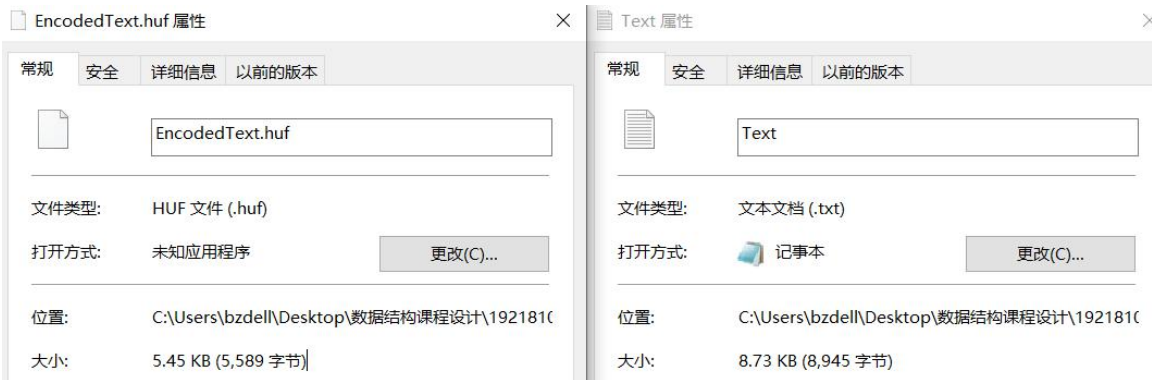 EncodedText.huf 属性
常规 安全 详细信息 以前的版本
EncodedText.huf
文件类型: HUF 文件 (.huf)
打开方式: 未知应用程序 更改(C)...
位置: C:\Users\bzdell\Desktop\数据结构课程设计\1921810
大小: 5.45 KB (5,589 字节)
Text 属性
常规 安全 详细信息 以前的版本
Text
文件类型: 文本文档 (.txt)
打开方式: 记事本 更改(C)...
位置: C:\Users\bzdell\Desktop\数据结构课程设计\192181
大小: 8.73 KB (8,945 字节)